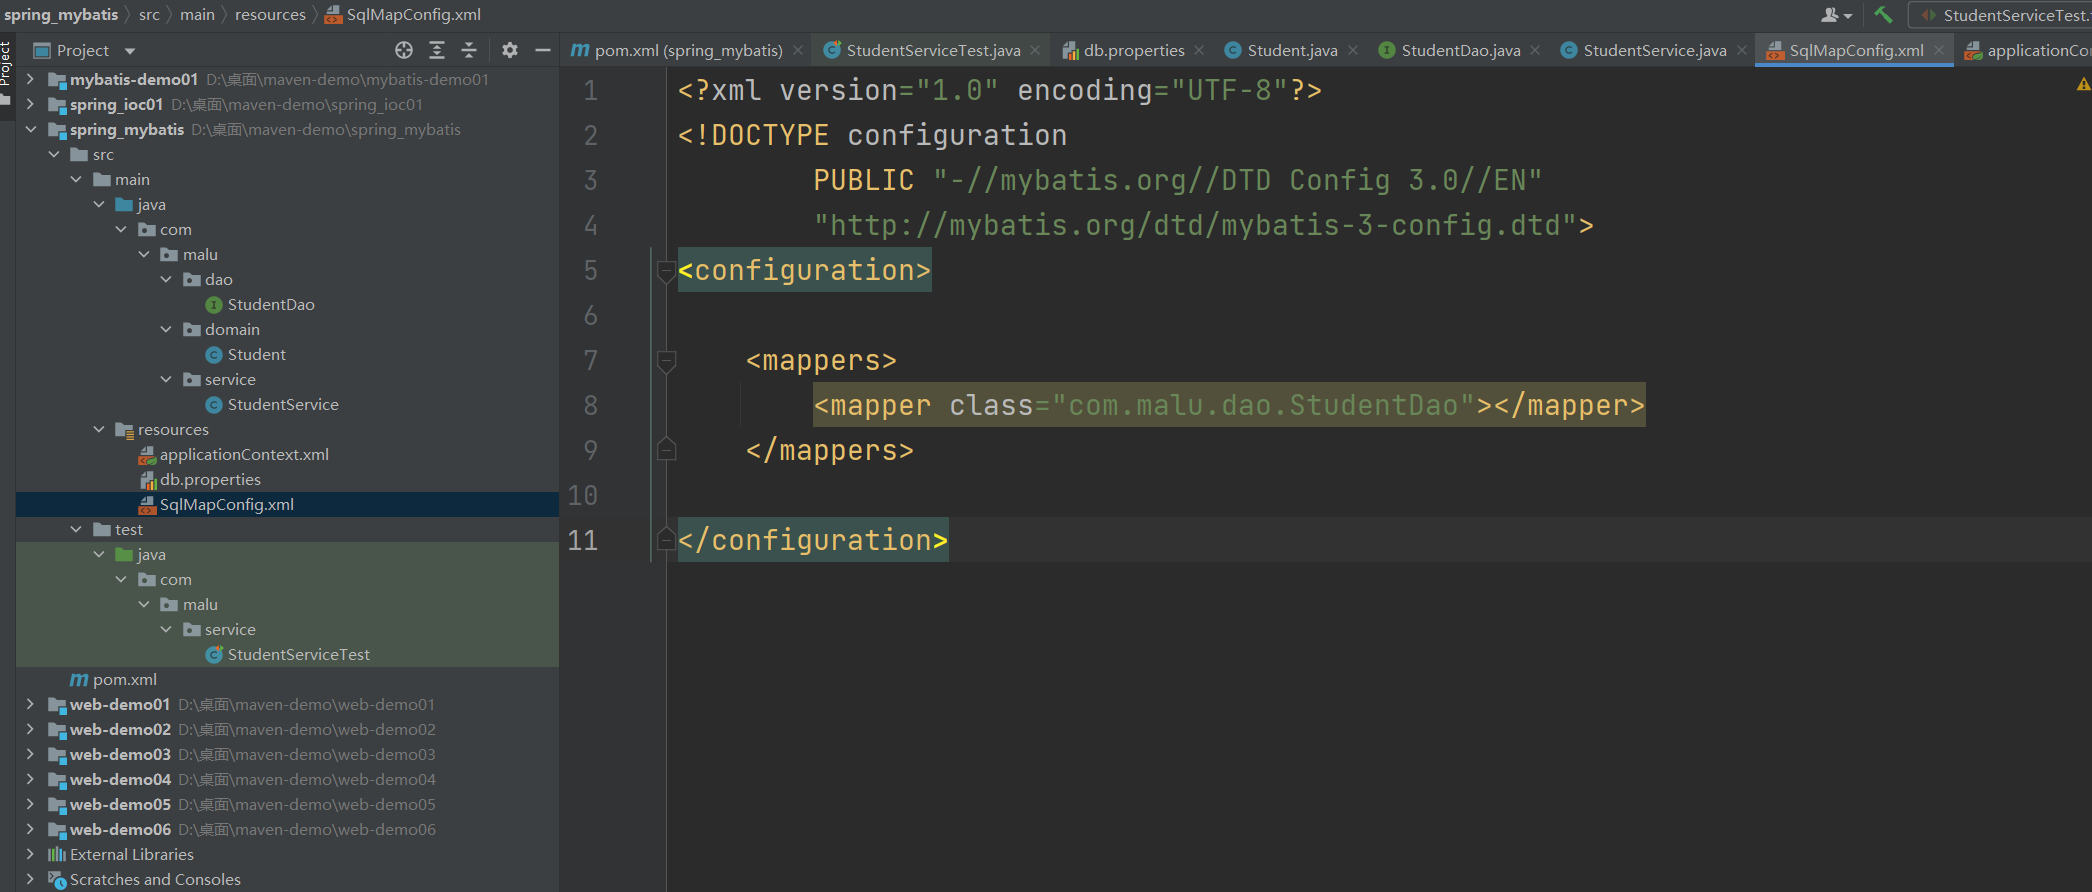 spring_mybatis src main resources SqlMapConfig.xml
StudentServiceTest.
Project
Project
pom.xml (spring_mybatis)
StudentServiceTest.java
db.properties
Student.java
StudentDao.java
StudentService.java
SqlMapConfig.xml
applicationCo
mybatis-demo01 D:\桌面\maven-demo\mybatis-demo01
spring_ioc01 D:\桌面\maven-demo\spring_ioc01
spring_mybatis D:\桌面\maven-demo\spring_mybatis
src
main
java
com
malu
dao
StudentDao
domain
Student
service
StudentService
resources
applicationContext.xml
db.properties
SqlMapConfig.xml
test
java
com
malu
service
StudentServiceTest
pom.xml
web-demo01 D:\桌面\maven-demo\web-demo01
web-demo02 D:\桌面\maven-demo\web-demo02
web-demo03 D:\桌面\maven-demo\web-demo03
web-demo04 D:\桌面\maven-demo\web-demo04
web-demo05 D:\桌面\maven-demo\web-demo05
web-demo06 D:\桌面\maven-demo\web-demo06
External Libraries
Scratches and Consoles
1 <?xml version="1.0" encoding="UTF-8"?>
2 <!DOCTYPE configuration
3 PUBLIC "-//mybatis.org//DTD Config 3.0//EN"
4 "http://mybatis.org/dtd/mybatis-3-config.dtd">
5 <configuration>
6
7 <mappers>
8 <mapper class="com.malu.dao.StudentDao"></mapper>
9 </mappers>
10
11 </configuration>